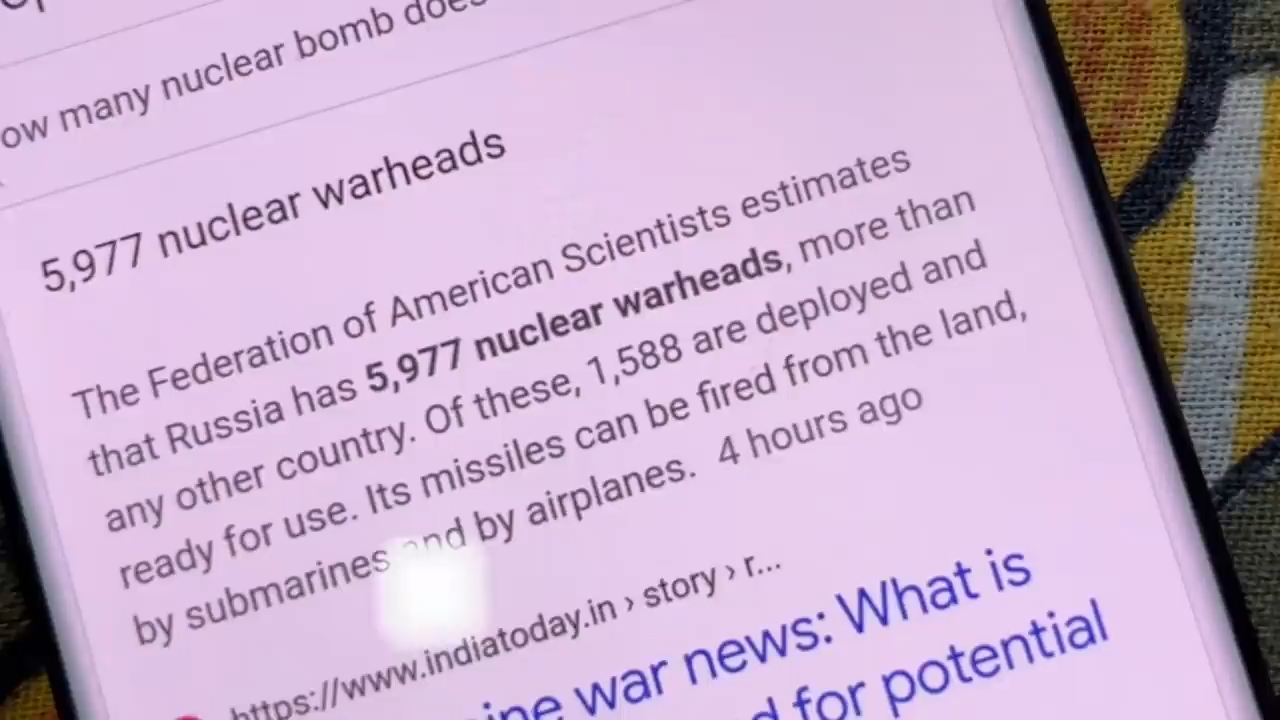 ow many nuclear bomb does
5,977 nuclear warheads
The Federation of American Scientists estimates
that Russia has 5,977 nuclear warheads, more than
any other country. Of these, 1,588 are deployed and
ready for use. Its missiles can be fired from the land,
by submarines and by airplanes. 4 hours ago
https://www.indiatoday.in › story › r...
ine war news: What is
d for potential